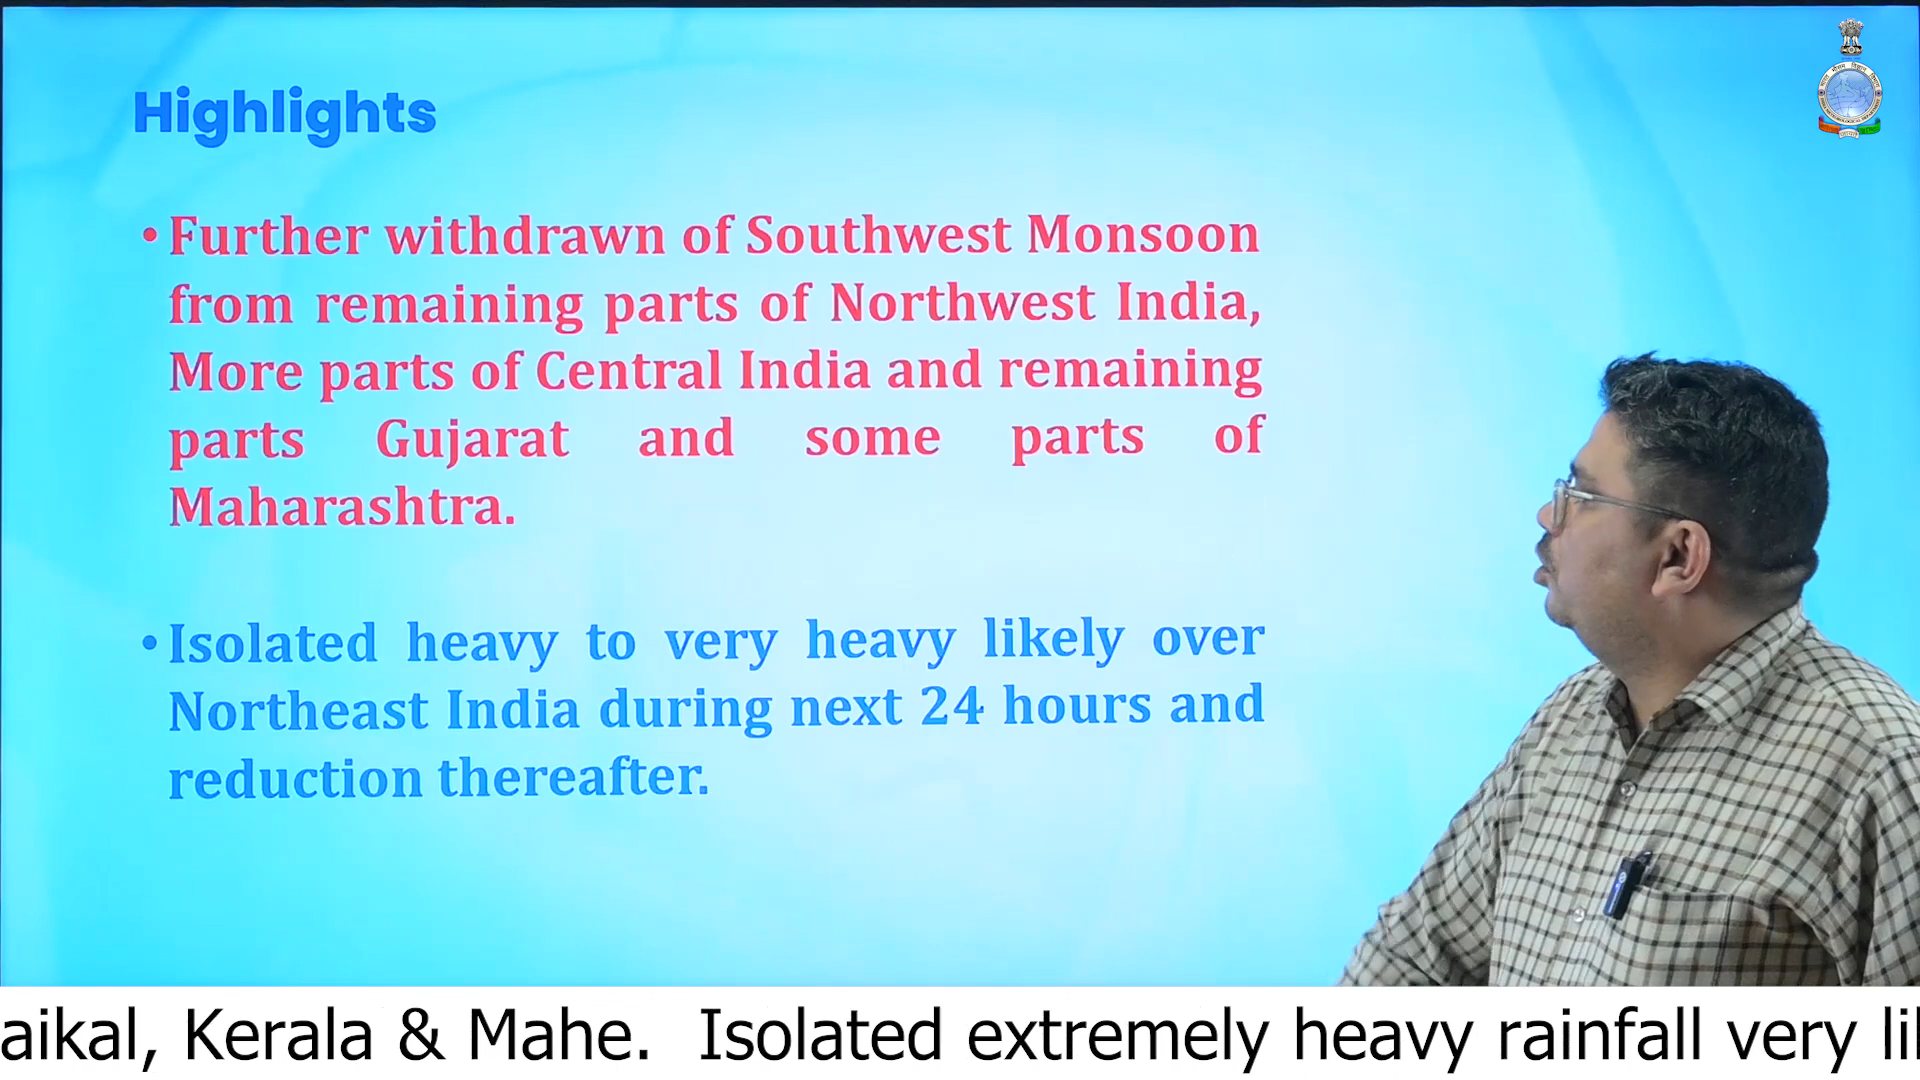 Highlights
• Further withdrawn of Southwest Monsoon
from remaining parts of Northwest India,
More parts of Central India and remaining
parts Gujarat and some parts of
Maharashtra.
• Isolated heavy to very heavy likely over
Northeast India during next 24 hours and
reduction thereafter.
aikal, Kerala & Mahe. Isolated extremely heavy rainfall very li